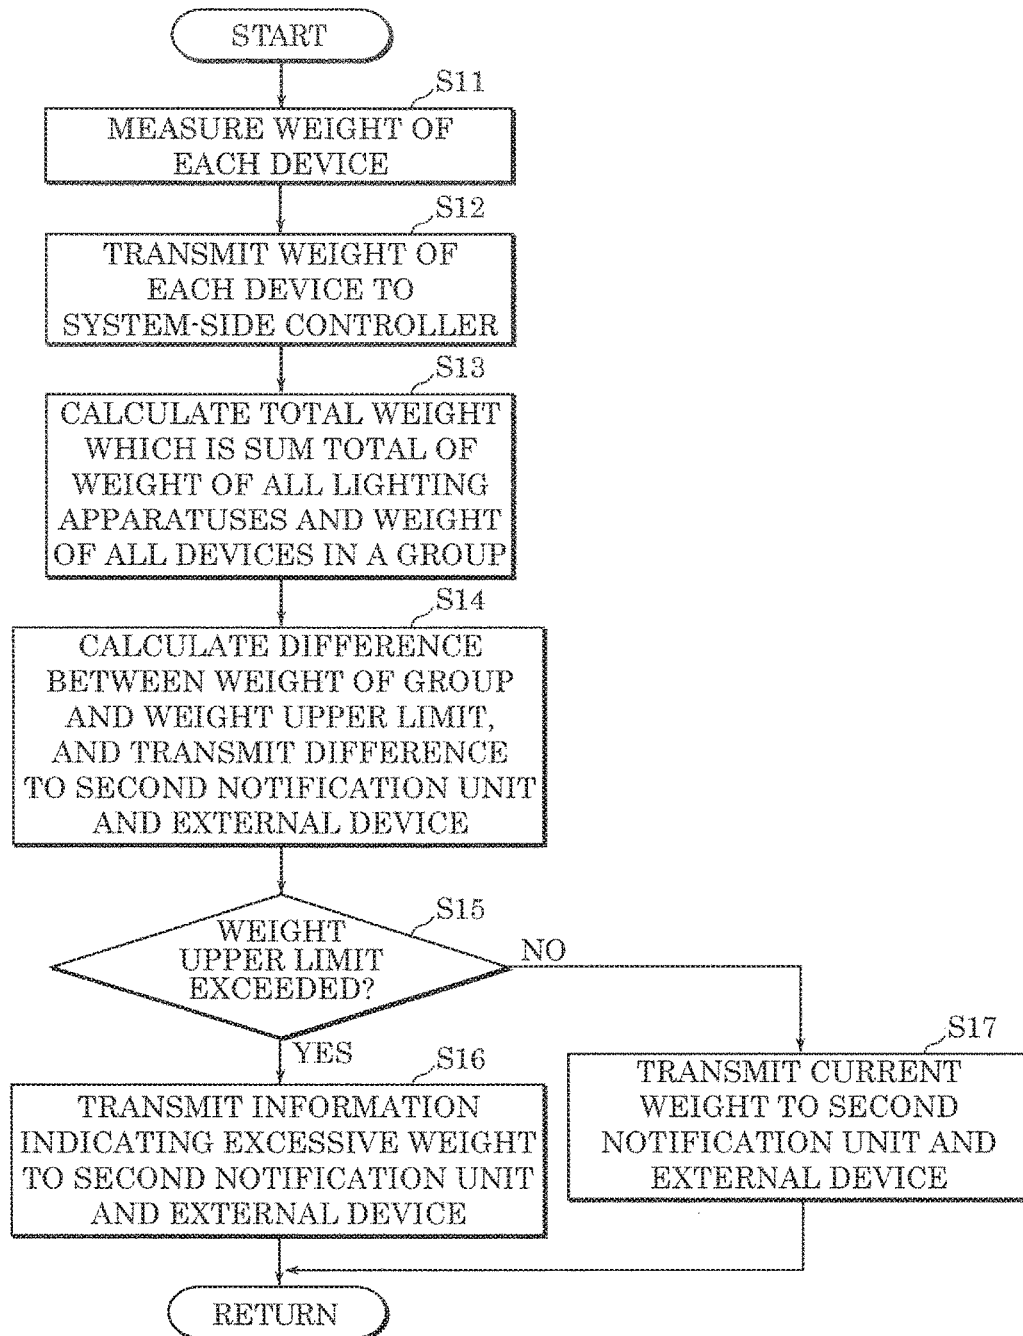 START
S11
MEASURE WEIGHT OF
EACH DEVICE
S12
TRANSMIT WEIGHT OF
EACH DEVICE TO
SYSTEM-SIDE CONTROLLER
S13
CALCULATE TOTAL WEIGHT
WHICH IS SUM TOTAL OF
WEIGHT OF ALL LIGHTING
APPARATUSES AND WEIGHT
OF ALL DEVICES IN A GROUP
S14
CALCULATE DIFFERENCE
BETWEEN WEIGHT OF GROUP
AND WEIGHT UPPER LIMIT,
AND TRANSMIT DIFFERENCE
TO SECOND NOTIFICATION UNIT
AND EXTERNAL DEVICE
S15
WEIGHT
UPPER LIMIT
EXCEEDED?
NO
YES
S16
TRANSMIT INFORMATION
INDICATING EXCESSIVE WEIGHT
TO SECOND NOTIFICATION UNIT
AND EXTERNAL DEVICE
S17
TRANSMIT CURRENT
WEIGHT TO SECOND
NOTIFICATION UNIT AND
EXTERNAL DEVICE
RETURN